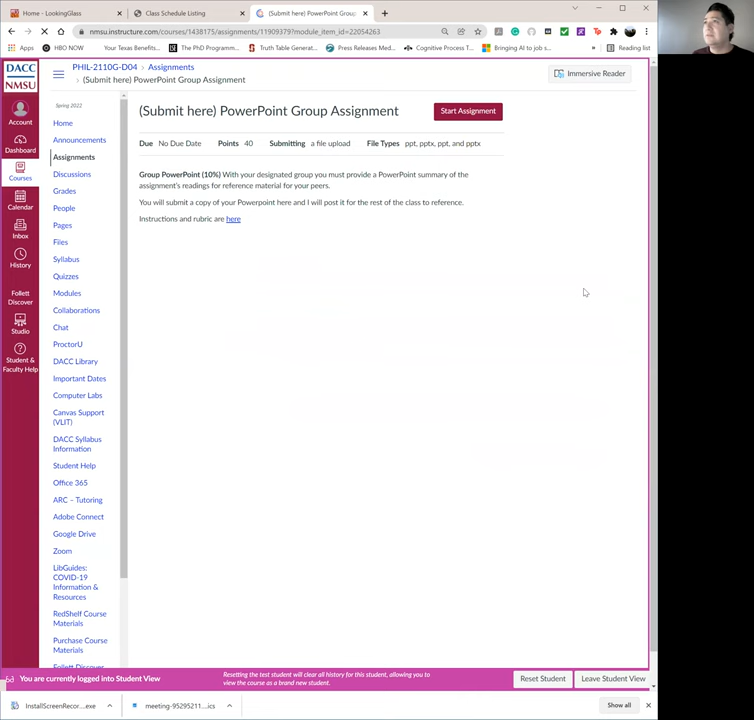 Home - LookingGlass
Class Schedule Listing
(Submit here) PowerPoint Group
nmsu.instructure.com/courses/1438175/assignments/11909379?module_item_id=22054263
Apps
HBO NOW
Your Texas Benefits...
The PhD Programme...
Truth Table Generat...
Press Releases Med...
Cognitive Process T...
Bringing AI to job s...
»
Reading list
DACC
NMSU
Account
Dashboard
Courses
Calendar
Inbox
History
Follett
Discover
Studio
Student &
Faculty Help
PHIL-2110G-D04 › Assignments
› (Submit here) PowerPoint Group Assignment
Immersive Reader
Spring 2022
Home
Announcements
Assignments
Discussions
Grades
People
Pages
Files
Syllabus
Quizzes
Modules
Collaborations
Chat
ProctorU
DACC Library
Important Dates
Computer Labs
Canvas Support
(VLIT)
DACC Syllabus
Information
Student Help
Office 365
ARC – Tutoring
Adobe Connect
Google Drive
Zoom
LibGuides:
COVID-19
Information &
Resources
RedShelf Course
Materials
Purchase Course
Materials
Follett Discover
(Submit here) PowerPoint Group Assignment
Start Assignment
Due No Due Date Points 40 Submitting a file upload File Types ppt, pptx, ppt, and pptx
Group PowerPoint (10%) With your designated group you must provide a PowerPoint summary of the
assignment's readings for reference material for your peers.
You will submit a copy of your Powerpoint here and I will post it for the rest of the class to reference.
Instructions and rubric are here
You are currently logged into Student View
Resetting the test student will clear all history for this student, allowing you to
view the course as a brand new student.
Reset Student
Leave Student View
InstallScreenRecor....exe
meeting-95295211....ics
Show all